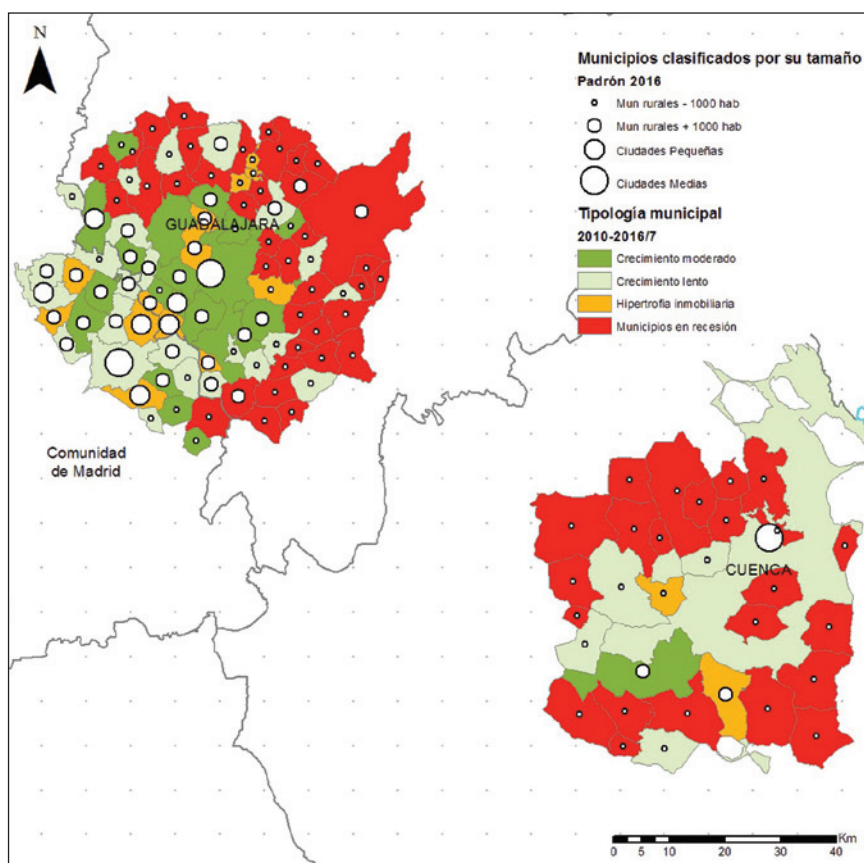 N
Municipios clasificados por su tamaño
Padrón 2016
Mun rurales - 1000 hab
Mun rurales + 1000 hab
Ciudades Pequeñas
Ciudades Medias
Tipología municipal
2010-2016/7
Crecimiento moderado
Crecimiento lento
Hipertrofia inmobiliaria
Municipios en recesión
GUADALAJARA
Comunidad
de Madrid
CUENCA
Km
0 5 10 20 30 40